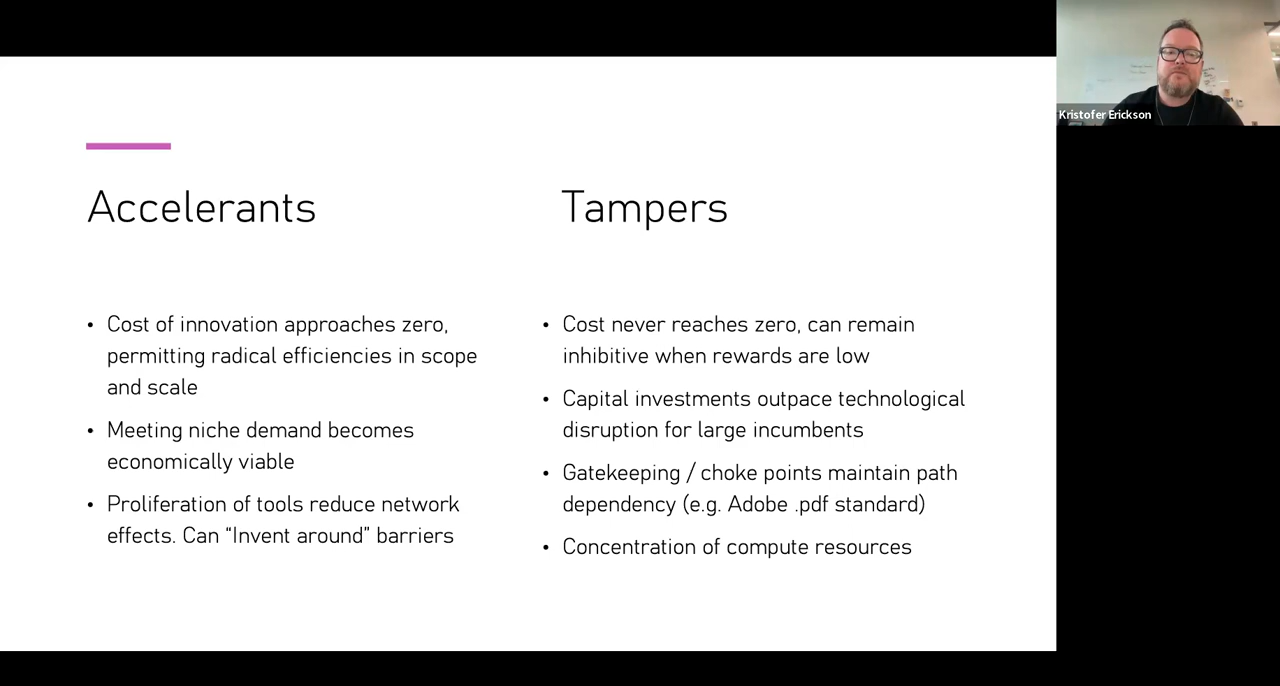 Kristofer Erickson
Accelerants
• Cost of innovation approaches zero,
permitting radical efficiencies in scope
and scale
• Meeting niche demand becomes
economically viable
• Proliferation of tools reduce network
effects. Can “Invent around” barriers
Tampers
• Cost never reaches zero, can remain
inhibitive when rewards are low
• Capital investments outpace technological
disruption for large incumbents
• Gatekeeping / choke points maintain path
dependency (e.g. Adobe .pdf standard)
• Concentration of compute resources